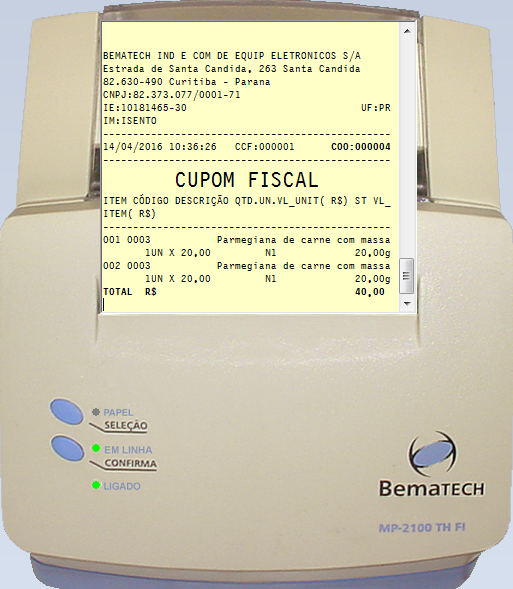 BEMATECH IND E COM DE EQUIP ELETRONICOS S/A
Estrada de Santa Candida, 263 Santa Candida
82.630-490 Curitiba - Parana
CNPJ:82.373.077/0001-71
IE:10181465-30 UF:PR
IM:ISENTO
------------------------------------------------
14/04/2016 10:36:26 CCF:000001 COO:000004
------------------------------------------------
CUPOM FISCAL
ITEM CÓDIGO DESCRIÇÃO QTD.UN.VL_UNIT( R$) ST VL_
ITEM( R$)
------------------------------------------------
001 0003 Parmegiana de carne com massa
1UN X 20,00 N1 20,00g
002 0003 Parmegiana de carne com massa
1UN X 20,00 N1 20,00g
TOTAL R$ 40,00
PAPEL
SELEÇÃO
EM LINHA
CONFIRMA
LIGADO
BEMATECH
MP-2100 TH FI